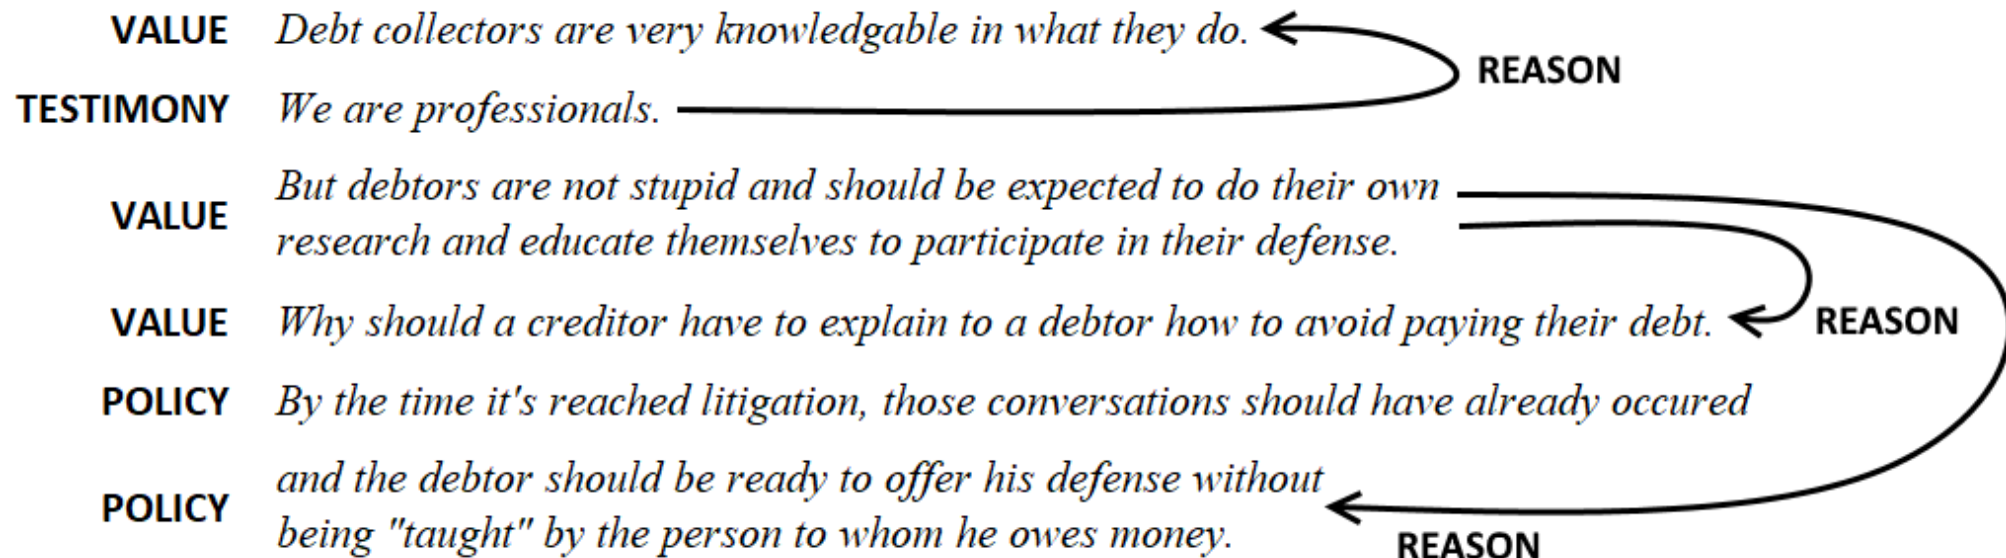 VALUE Debt collectors are very knowledgable in what they do.
REASON
TESTIMONY We are professionals.
VALUE But debtors are not stupid and should be expected to do their own
research and educate themselves to participate in their defense.
VALUE Why should a creditor have to explain to a debtor how to avoid paying their debt.
REASON
POLICY By the time it's reached litigation, those conversations should have already occured
POLICY and the debtor should be ready to offer his defense without
being "taught" by the person to whom he owes money.
REASON